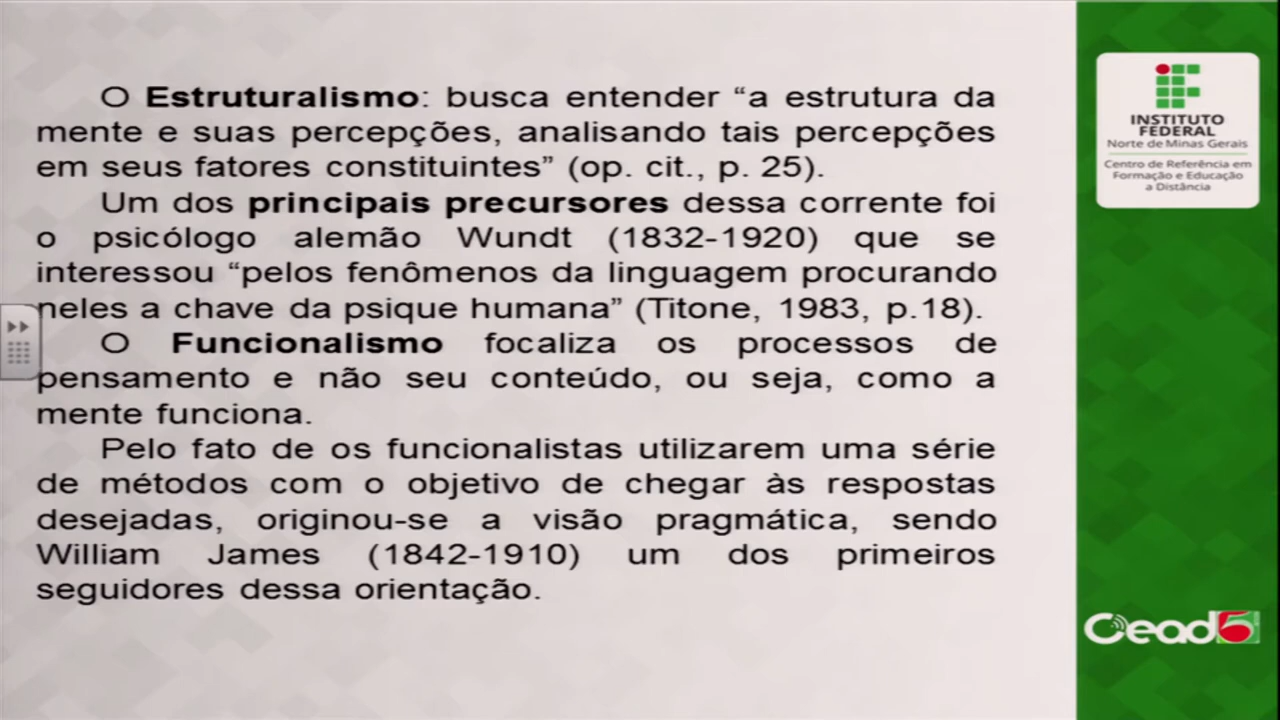 O Estruturalismo: busca entender “a estrutura da
mente e suas percepções, analisando tais percepções
em seus fatores constituintes” (op. cit., p. 25).
Um dos principais precursores dessa corrente foi
o psicólogo alemão Wundt (1832-1920) que se
interessou “pelos fenômenos da linguagem procurando
neles a chave da psique humana” (Titone, 1983, p.18).
O Funcionalismo focaliza os processos de
pensamento e não seu conteúdo, ou seja, como a
mente funciona.
Pelo fato de os funcionalistas utilizarem uma série
de métodos com o objetivo de chegar às respostas
desejadas, originou-se a visão pragmática, sendo
William James (1842-1910) um dos primeiros
seguidores dessa orientação.
INSTITUTO
FEDERAL
Norte de Minas Gerais
Centro de Referência em
Formação e Educação
a Distância
Cead5